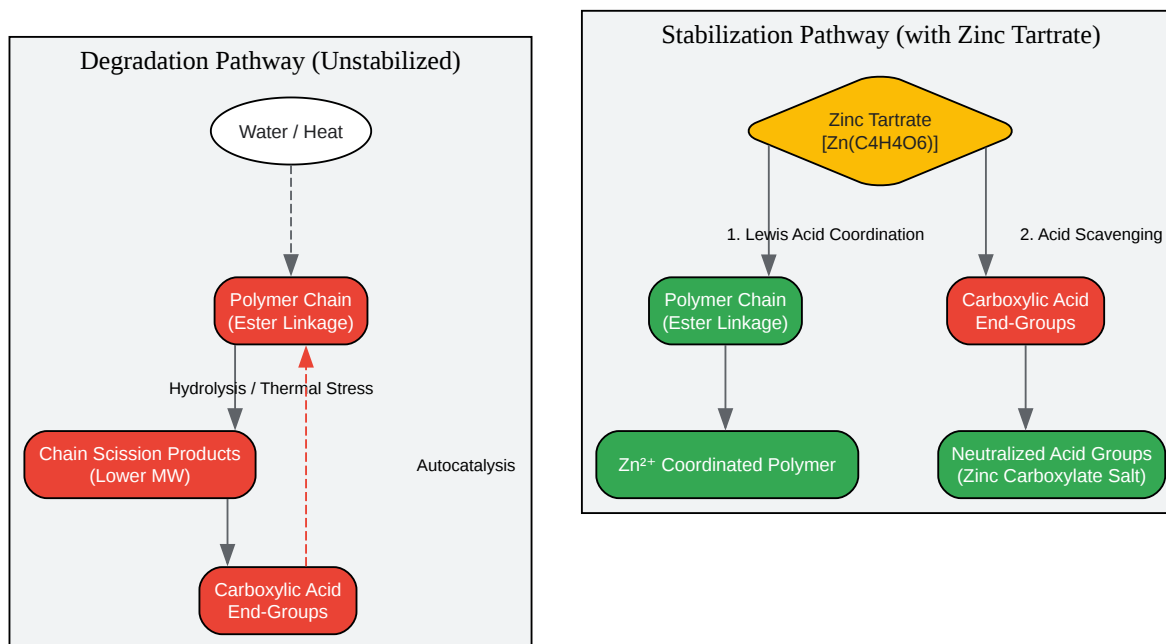 Degradation Pathway (Unstabilized)
Water / Heat
Polymer Chain
(Ester Linkage)
Hydrolysis / Thermal Stress
Chain Scission Products
(Lower MW)
Autocatalysis
Carboxylic Acid
End-Groups
Stabilization Pathway (with Zinc Tartrate)
Zinc Tartrate
[Zn(C4H4O6)]
1. Lewis Acid Coordination
2. Acid Scavenging
Polymer Chain
(Ester Linkage)
Carboxylic Acid
End-Groups
Zn²⁺ Coordinated Polymer
Neutralized Acid Groups
(Zinc Carboxylate Salt)